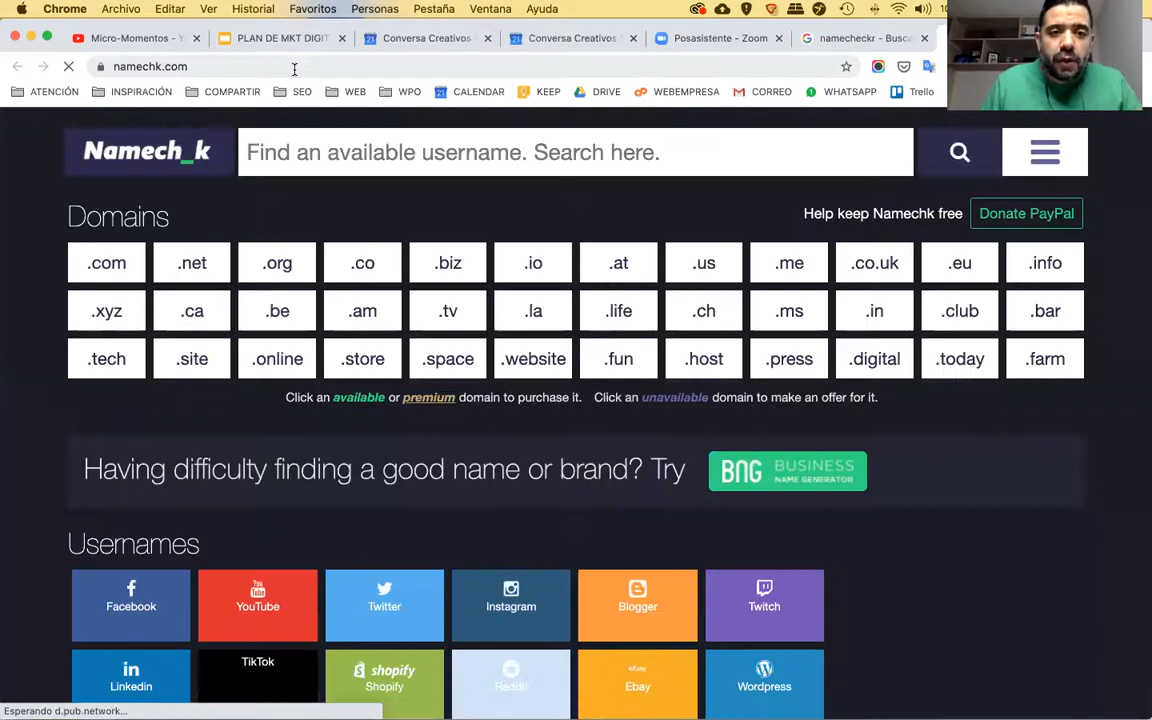 Chrome Archivo Editar Ver Historial Favoritos Personas Pestaña Ventana Ayuda
Micro-Momentos - Y PLAN DE MKT DIGIT Conversa Creativos Conversa Creativos Posasistente - Zoom namecheckr - Busca
namechk.com
ATENCIÓN INSPIRACIÓN COMPARTIR SEO WEB WPO CALENDAR KEEP DRIVE WEBEMPRESA CORREO WHATSAPP Trello
Namech_k Find an available username. Search here.
Domains Help keep Namechk free Donate PayPal
.com .net .org .co .biz .io .at .us .me .co.uk .eu .info
.xyz .ca .be .am .tv .la .life .ch .ms .in .club .bar
.tech .site .online .store .space .website .fun .host .press .digital .today .farm
Click an available or premium domain to purchase it. Click an unavailable domain to make an offer for it.
Having difficulty finding a good name or brand? Try BNG BUSINESS NAME GENERATOR
Usernames
Facebook YouTube Twitter Instagram Blogger Twitch
Linkedin TikTok shopify Shopify Reddit ebay Ebay Wordpress
Esperando d.pub.network...